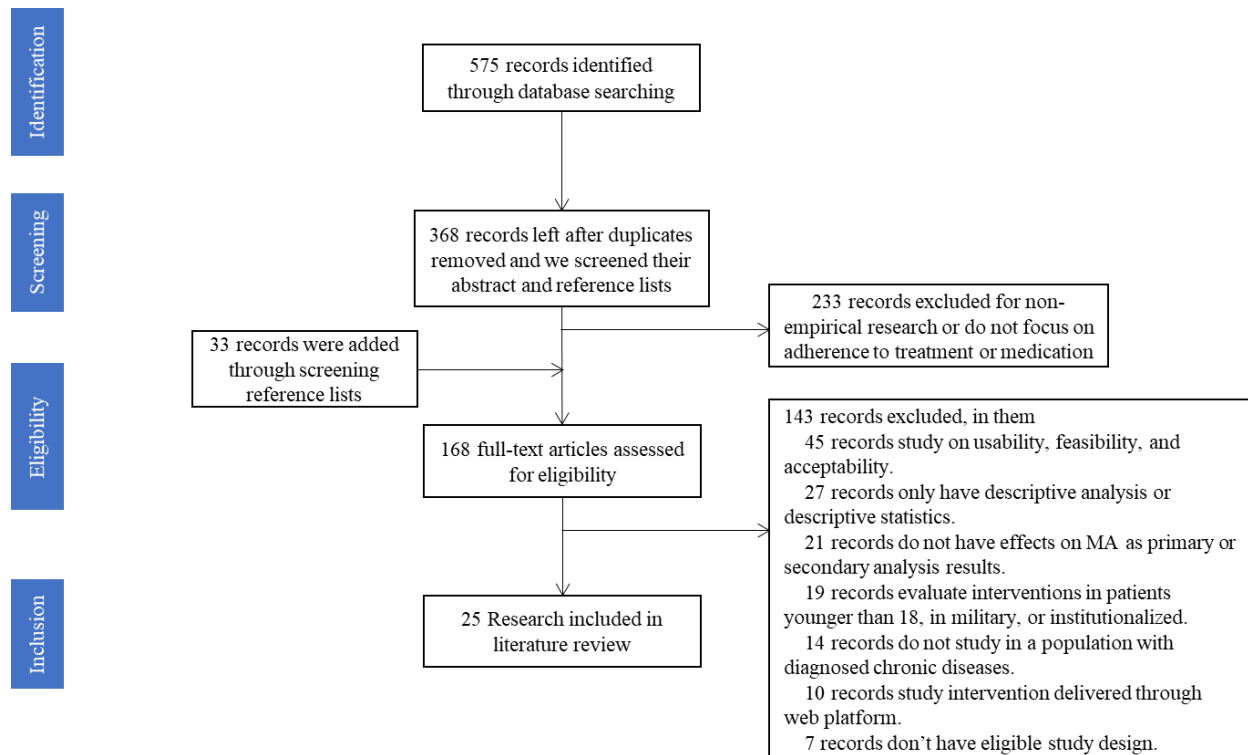 Identification
575 records identified
through database searching
Screening
368 records left after duplicates
removed and we screened their
abstract and reference lists
233 records excluded for non-
empirical research or do not focus on
adherence to treatment or medication
33 records were added
through screening
reference lists
Eligibility
168 full-text articles assessed
for eligibility
143 records excluded, in them
45 records study on usability, feasibility, and
acceptability.
27 records only have descriptive analysis or
descriptive statistics.
21 records do not have effects on MA as primary or
secondary analysis results.
19 records evaluate interventions in patients
younger than 18, in military, or institutionalized.
14 records do not study in a population with
diagnosed chronic diseases.
10 records study intervention delivered through
web platform.
7 records don't have eligible study design.
Inclusion
25 Research included in
literature review